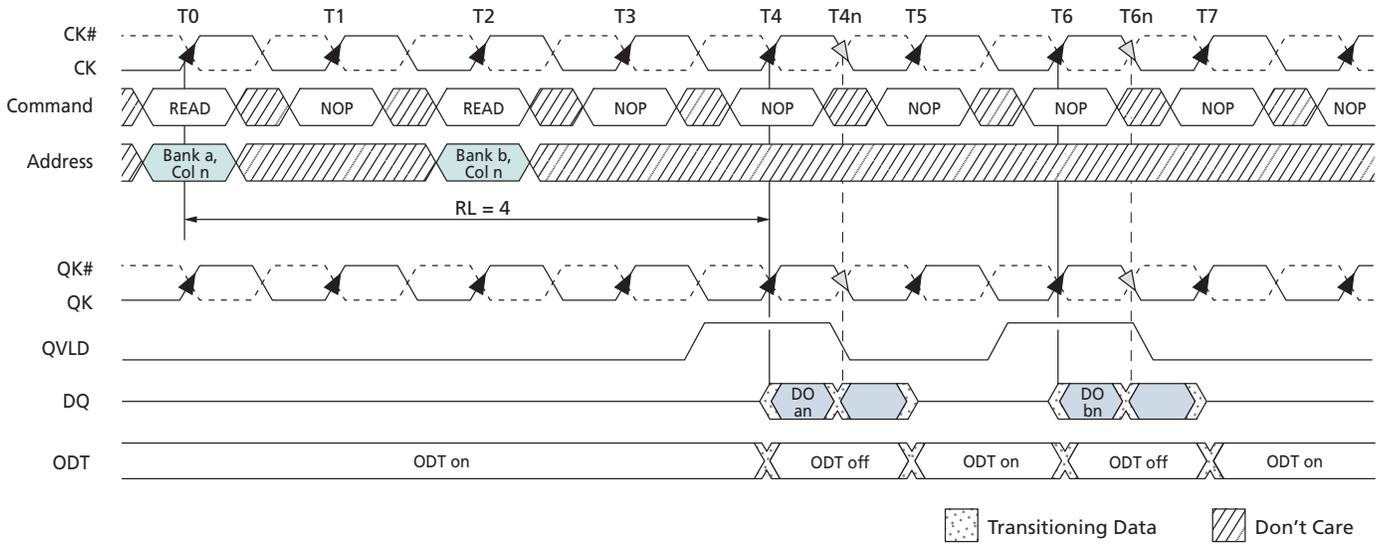 T0 T1 T2 T3 T4 T4n T5 T6 T6n T7
CK#
CK
Command READ NOP READ NOP NOP NOP NOP NOP NOP
Address Bank a, Col n Bank b, Col n
RL = 4
QK#
QK
QVLD
DQ DO an DO bn
ODT ODT on ODT off ODT on ODT off ODT on
Transitioning Data Don't Care